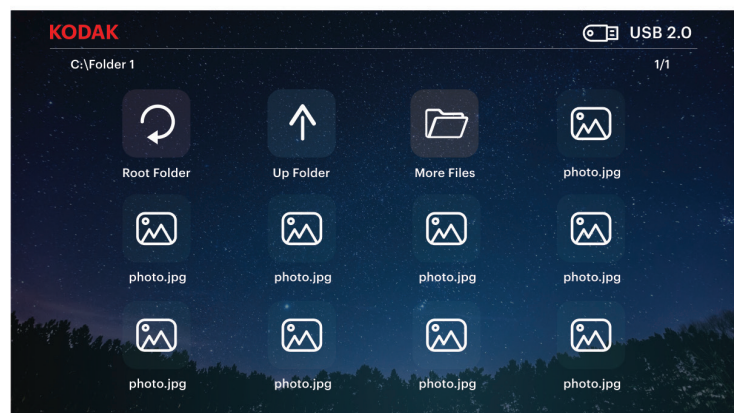 KODAK
USB 2.0
C:\Folder 1
1/1
Root Folder
Up Folder
More Files
photo.jpg
photo.jpg
photo.jpg
photo.jpg
photo.jpg
photo.jpg
photo.jpg
photo.jpg
photo.jpg